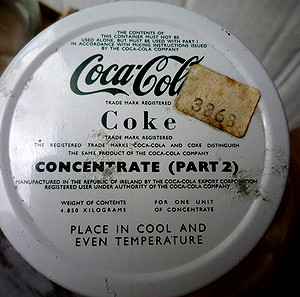 THE CONTENTS OF
THIS CONTAINER MUST NOT BE
USED ALONE, BUT MUST BE USED WITH PART I
IN ACCORDANCE WITH MIXING INSTRUCTIONS ISSUED
BY THE COCA-COLA COMPANY
Coca-Cola
TRADE MARK REGISTERED
3268
Coke
TRADE MARK REGISTERED
THE REGISTERED TRADE MARKS COCA-COLA AND COKE DISTINGUISH
THE SAME PRODUCT OF THE COCA-COLA COMPANY
CONCENTRATE (PART 2)
MANUFACTURED IN THE REPUBLIC OF IRELAND BY THE COCA-COLA EXPORT CORPORATION
REGISTERED USER UNDER AUTHORITY OF THE COCA-COLA COMPANY
WEIGHT OF CONTENTS FOR ONE UNIT
4.850 KILOGRAMS OF CONCENTRATE
PLACE IN COOL AND
EVEN TEMPERATURE